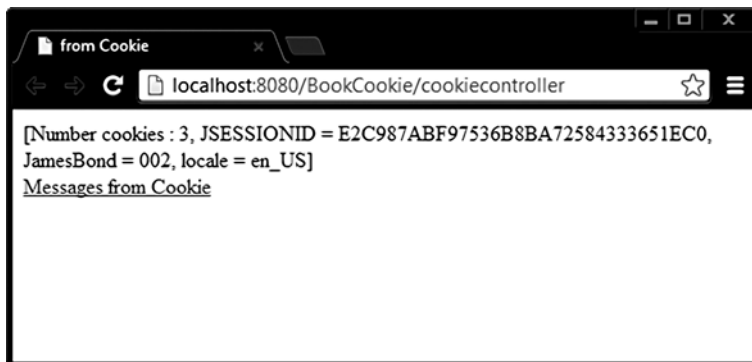 from Cookie
localhost:8080/BookCookie/cookiecontroller
[Number cookies : 3, JSESSIONID = E2C987ABF97536B8BA72584333651EC0,
JamesBond = 002, locale = en_US]
Messages from Cookie